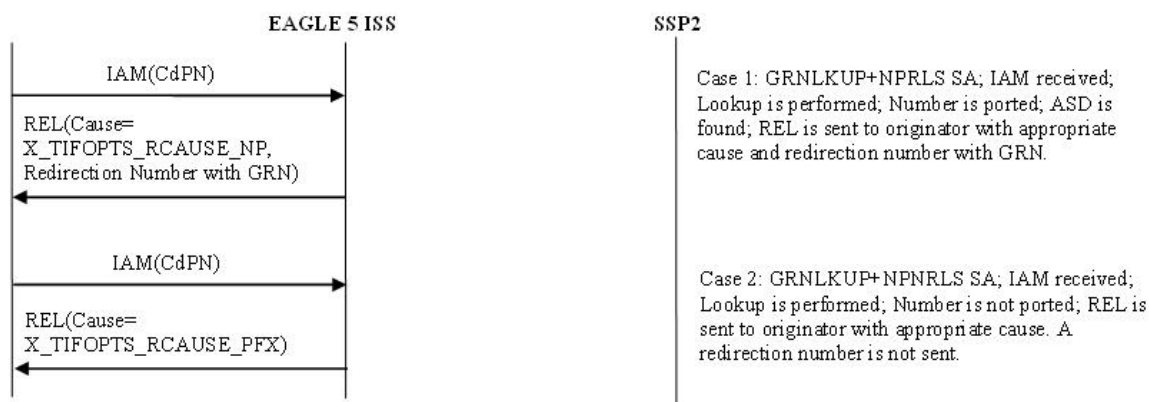 EAGLE 5 ISS
SSP2
IAM(CdPN)
REL(Cause=
X_TIFOPTS_RCAUSE_NP,
Redirection Number with GRN)
Case 1: GRNLKUP+NPRLS SA; IAM received;
Lookup is performed; Number is ported; ASD is
found; REL is sent to originator with appropriate
cause and redirection number with GRN.
IAM(CdPN)
REL(Cause=
X_TIFOPTS_RCAUSE_PFX)
Case 2: GRNLKUP+NPNRLS SA; IAM received;
Lookup is performed; Number is not ported; REL is
sent to originator with appropriate cause. A
redirection number is not sent.